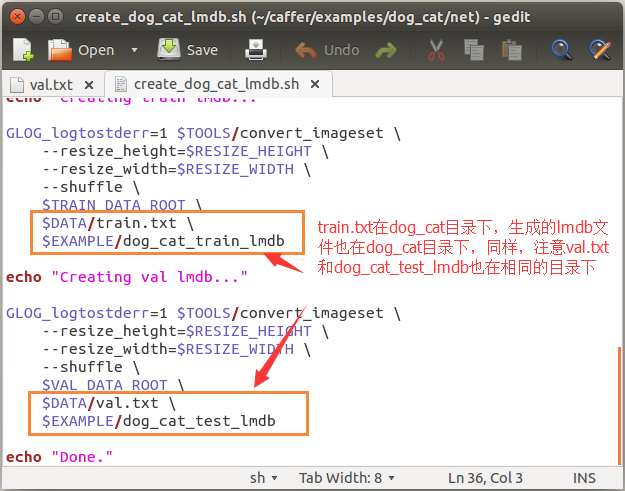 create_dog_cat_lmdb.sh (~/caffer/examples/dog_cat/net) - gedit
Open Save Undo
val.txt create_dog_cat_lmdb.sh
echo "Creating train lmdb..."
GLOG_logtostderr=1 $TOOLS/convert_imageset \
--resize_height=$RESIZE_HEIGHT \
--resize_width=$RESIZE_WIDTH \
--shuffle \
$TRAIN_DATA_ROOT \
$DATA/train.txt \
$EXAMPLE/dog_cat_train_lmdb
train.txt在dog_cat目录下，生成的lmdb文
件也在dog_cat目录下，同样，注意val.txt
和dog_cat_test_lmdb也在相同的目录下
echo "Creating val lmdb..."
GLOG_logtostderr=1 $TOOLS/convert_imageset \
--resize_height=$RESIZE_HEIGHT \
--resize_width=$RESIZE_WIDTH \
--shuffle \
$VAL_DATA_ROOT \
$DATA/val.txt \
$EXAMPLE/dog_cat_test_lmdb
echo "Done."
sh Tab Width: 8 Ln 36, Col 3 INS